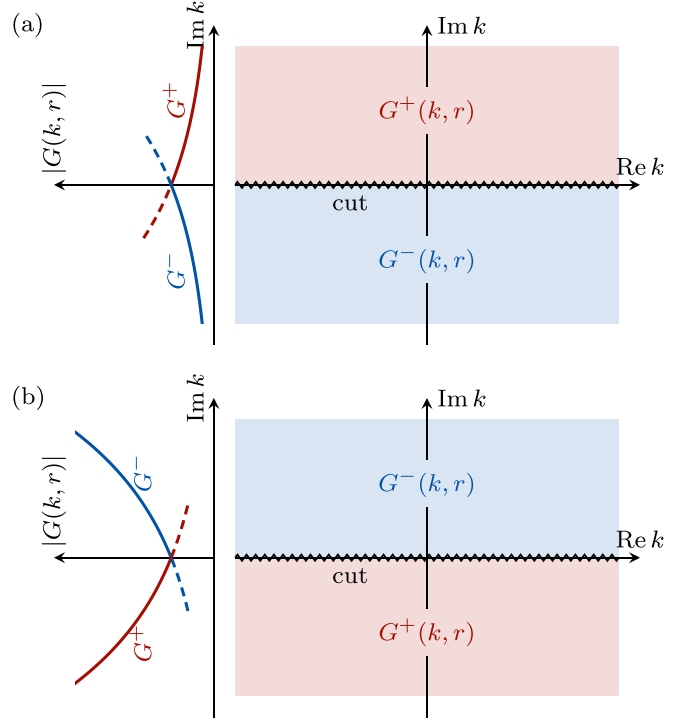 (a)
Im k
Im k
G⁺
G⁺(k, r)
|G(k, r)|
Re k
cut
G⁻
G⁻(k, r)
(b)
Im k
Im k
G⁻
G⁻(k, r)
|G(k, r)|
Re k
cut
G⁺
G⁺(k, r)